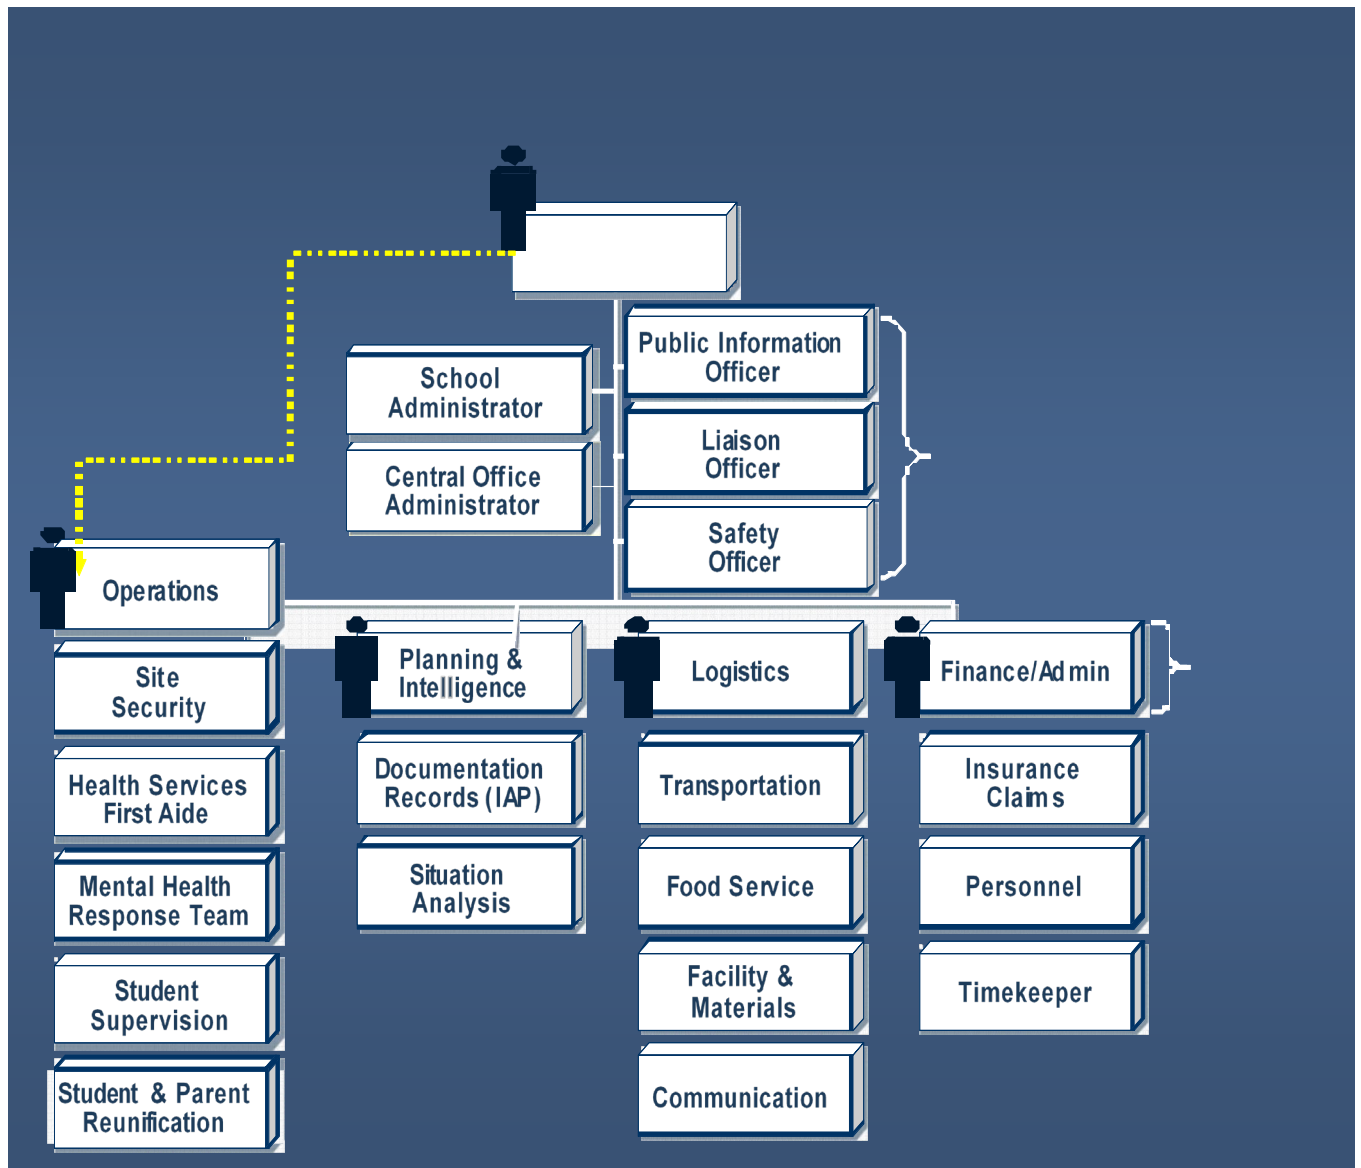 Public Information
Officer
School
Administrator
Liaison
Officer
Central Office
Administrator
Safety
Officer
Operations
Site
Security
Health Services
First Aide
Mental Health
Response Team
Student
Supervision
Student & Parent
Reunification
Planning &
Intelligence
Documentation
Records (IAP)
Situation
Analysis
Logistics
Transportation
Food Service
Facility &
Materials
Communication
Finance/Admin
Insurance
Claims
Personnel
Timekeeper